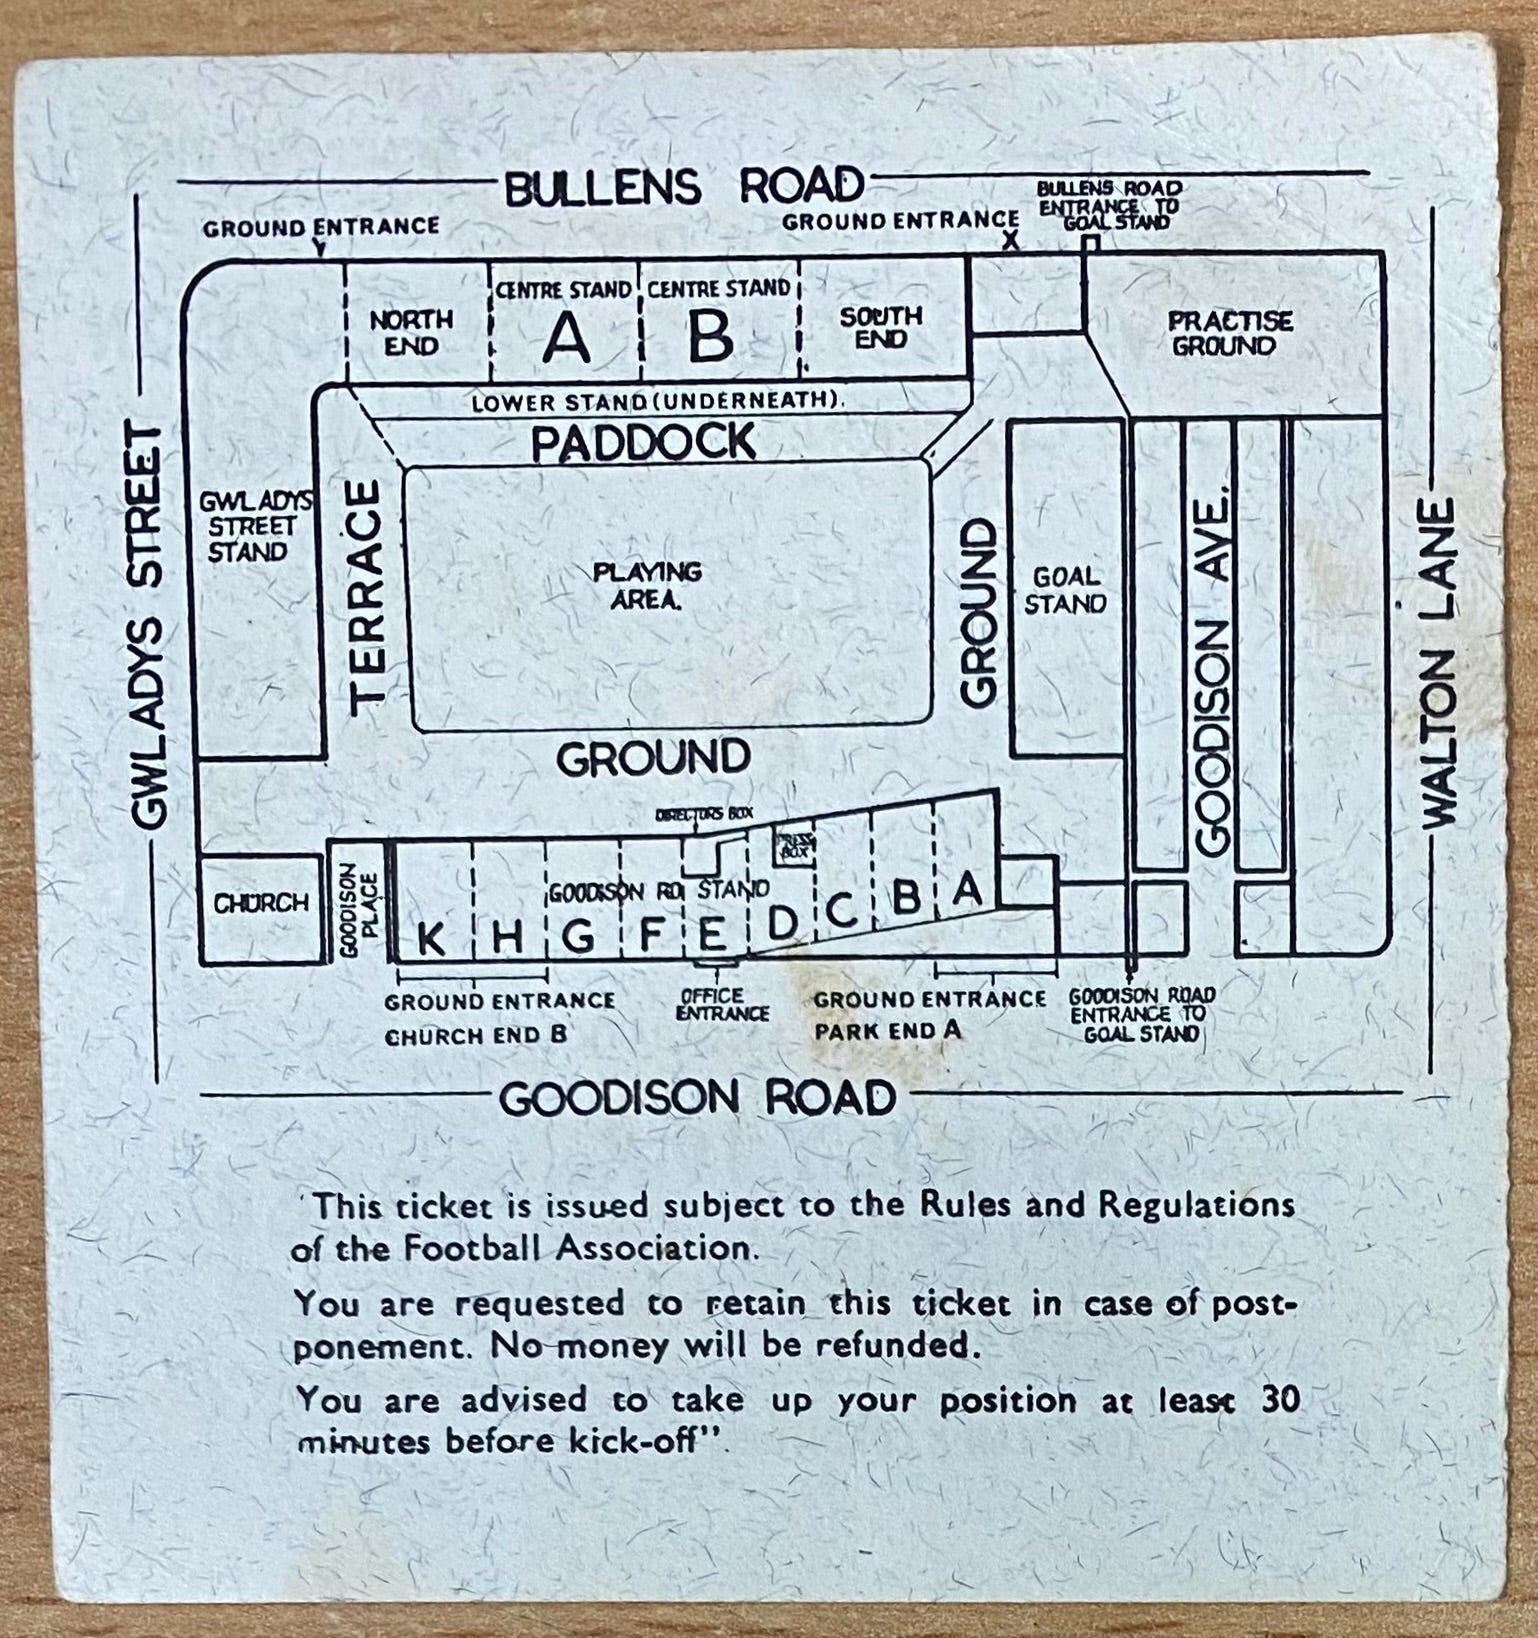 BULLENS ROAD
BULLENS ROAD
ENTRANCE TO
GOAL STAND
GROUND ENTRANCE
Y
GROUND ENTRANCE
X
NORTH
END
CENTRE STAND
A
CENTRE STAND
B
SOUTH
END
PRACTISE
GROUND
LOWER STAND (UNDERNEATH).
PADDOCK
GWLADYS STREET
GWLADYS
STREET
STAND
TERRACE
PLAYING
AREA.
GROUND
GOAL
STAND
GOODISON AVE.
WALTON LANE
GROUND
DIRECTORS BOX
PRESS
BOX
CHURCH
GOODISON
PLACE
GOODISON RD STAND
K H G F E D C B A
GROUND ENTRANCE
CHURCH END B
OFFICE
ENTRANCE
GROUND ENTRANCE
PARK END A
GOODISON ROAD
ENTRANCE TO
GOAL STAND
GOODISON ROAD
'This ticket is issued subject to the Rules and Regulations
of the Football Association.
You are requested to retain this ticket in case of post-
ponement. No money will be refunded.
You are advised to take up your position at least 30
minutes before kick-off".